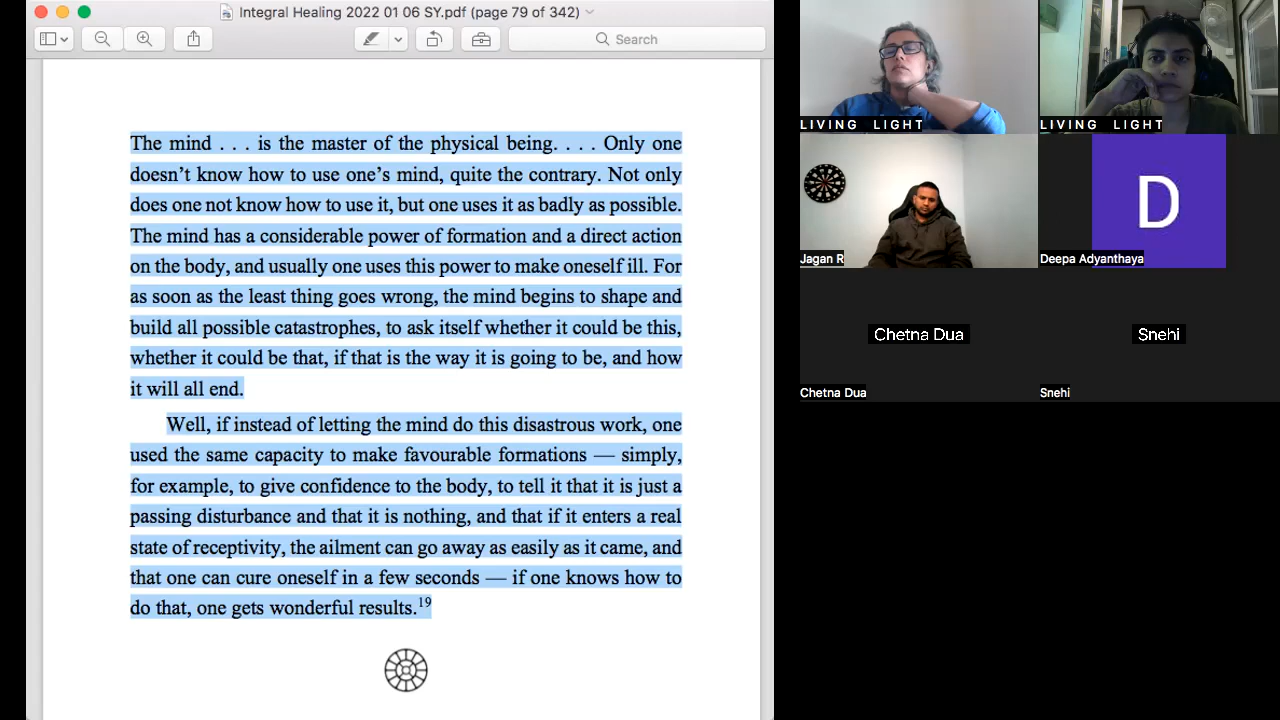 Integral Healing 2022 01 06 SY.pdf (page 79 of 342)
Search
The mind . . . is the master of the physical being. . . . Only one
doesn’t know how to use one’s mind, quite the contrary. Not only
does one not know how to use it, but one uses it as badly as possible.
The mind has a considerable power of formation and a direct action
on the body, and usually one uses this power to make oneself ill. For
as soon as the least thing goes wrong, the mind begins to shape and
build all possible catastrophes, to ask itself whether it could be this,
whether it could be that, if that is the way it is going to be, and how
it will all end.
Well, if instead of letting the mind do this disastrous work, one
used the same capacity to make favourable formations — simply,
for example, to give confidence to the body, to tell it that it is just a
passing disturbance and that it is nothing, and that if it enters a real
state of receptivity, the ailment can go away as easily as it came, and
that one can cure oneself in a few seconds — if one knows how to
do that, one gets wonderful results.19
LIVING LIGHT
LIVING LIGHT
Jagan R
D
Deepa Adyanthaya
Chetna Dua
Chetna Dua
Snehi
Snehi